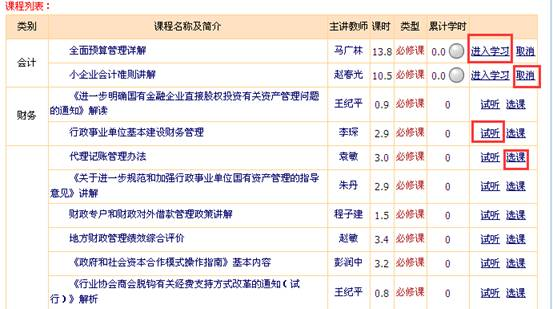 课程列表：
类别 课程名称及简介 主讲教师 课时 类型 累计学时
会计 全面预算管理详解 马广林 13.8 必修课 0.0 进入学习 取消
小企业会计准则讲解 赵春光 10.5 必修课 0.0 进入学习 取消
财务 《进一步明确国有金融企业直接股权投资有关资产管理问题
的通知》解读 王纪平 0.9 必修课 0 试听 选课
行政事业单位基本建设财务管理 李琛 2.9 必修课 0 试听 选课
代理记账管理办法 袁敏 3.0 必修课 0 试听 选课
《关于进一步规范和加强行政事业单位国有资产管理的指导
意见》讲解 朱丹 2.9 必修课 0 试听 选课
财政专户和财政对外借款管理政策讲解 程子建 1.5 必修课 0 试听 选课
地方财政管理绩效综合评价 赵敏 3.4 必修课 0 试听 选课
《政府和社会资本合作模式操作指南》基本内容 彭润中 3.2 必修课 0 试听 选课
《行业协会商会脱钩有关经费支持方式改革的通知（试
行）》解析 王纪平 0.8 必修课 0 试听 选课